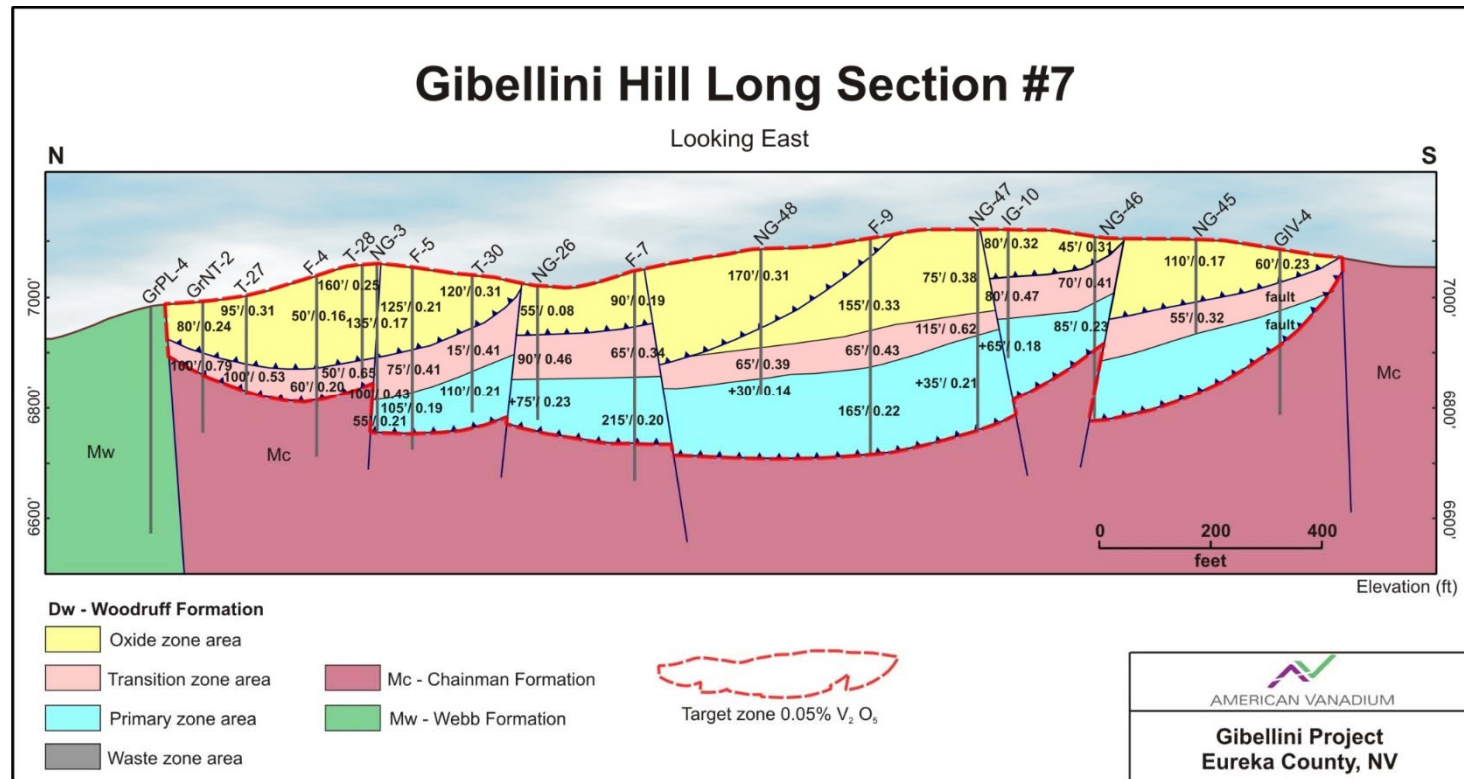 Gibellini Hill Long Section #7
Looking East
N
S
GrPL-4
GrNT-2
T-27
F-4
T-28
NG-3
F-5
T-30
NG-26
F-7
NG-48
F-9
NG-47
IG-10
NG-46
NG-45
GIV-4
7000'
6800'
6600'
7000'
6800'
6600'
80'/ 0.24
95'/ 0.31
50'/ 0.16
160'/ 0.25
135'/ 0.17
125'/ 0.21
120'/ 0.31
55'/ 0.08
90'/ 0.19
170'/ 0.31
155'/ 0.33
75'/ 0.38
80'/ 0.32
45'/ 0.31
110'/ 0.17
60'/ 0.23
100'/ 0.79
100'/ 0.53
60'/ 0.20
50'/ 0.65
100'/ 0.43
75'/ 0.41
15'/ 0.41
90'/ 0.46
65'/ 0.34
65'/ 0.39
65'/ 0.43
115'/ 0.62
80'/ 0.47
70'/ 0.41
55'/ 0.32
fault
fault
55'/ 0.21
105'/ 0.19
110'/ 0.21
+75'/ 0.23
215'/ 0.20
+30'/ 0.14
165'/ 0.22
+35'/ 0.21
+65'/ 0.18
85'/ 0.23
Mw
Mc
Mc
0
200
400
feet
Elevation (ft)
Dw - Woodruff Formation
Oxide zone area
Transition zone area
Primary zone area
Waste zone area
Mc - Chainman Formation
Mw - Webb Formation
Target zone 0.05% V₂ O₅
AMERICAN VANADIUM
Gibellini Project
Eureka County, NV